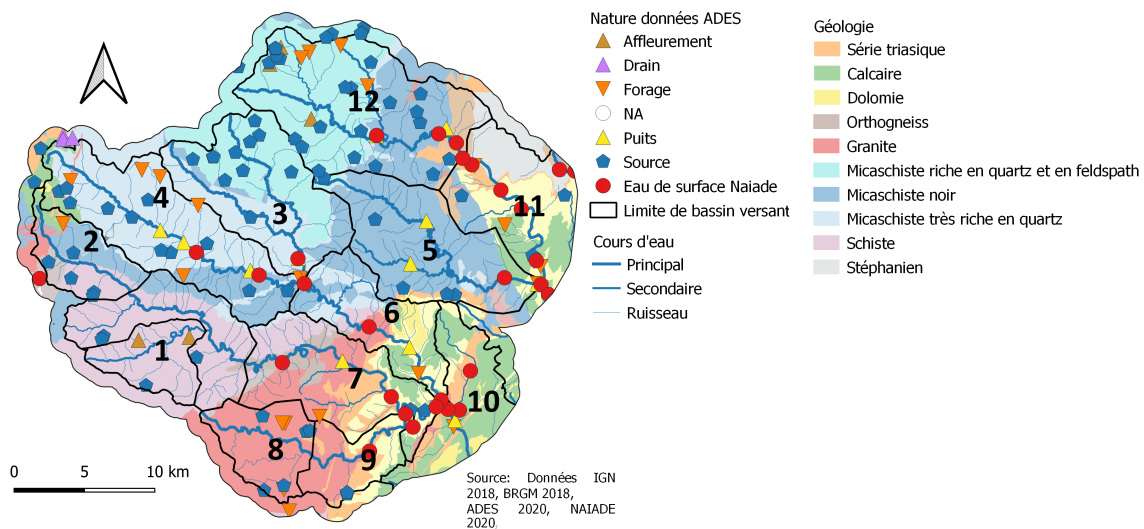 12
11
4
3
2
5
6
1
7
10
8
9
0 5 10 km
Source: Données IGN
2018, BRGM 2018,
ADES 2020, NAIADE
2020,
Nature données ADES
Affleurement
Drain
Forage
NA
Puits
Source
Eau de surface Naiade
Limite de bassin versant
Cours d'eau
Principal
Secondaire
Ruisseau
Géologie
Série triasique
Calcaire
Dolomie
Orthogneiss
Granite
Micaschiste riche en quartz et en feldspath
Micaschiste noir
Micaschiste très riche en quartz
Schiste
Stéphanien